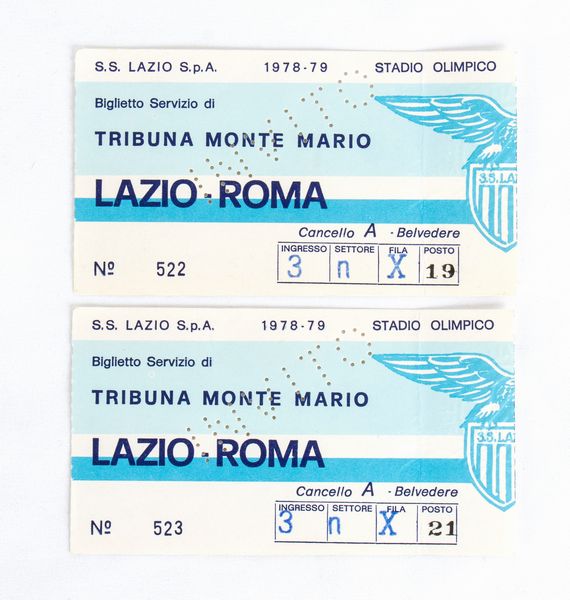 S.S. LAZIO S.p.A. 1978-79 STADIO OLIMPICO
Biglietto Servizio di
TRIBUNA MONTE MARIO
LAZIO-ROMA
S.S. LAZ
Cancello A - Belvedere
INGRESSO SETTORE FILA POSTO
3 n X 19
Nº 522
S.S. LAZIO S.p.A. 1978-79 STADIO OLIMPICO
Biglietto Servizio di
TRIBUNA MONTE MARIO
LAZIO-ROMA
S.S. LA
Cancello A - Belvedere
INGRESSO SETTORE FILA POSTO
3 n X 21
Nº 523